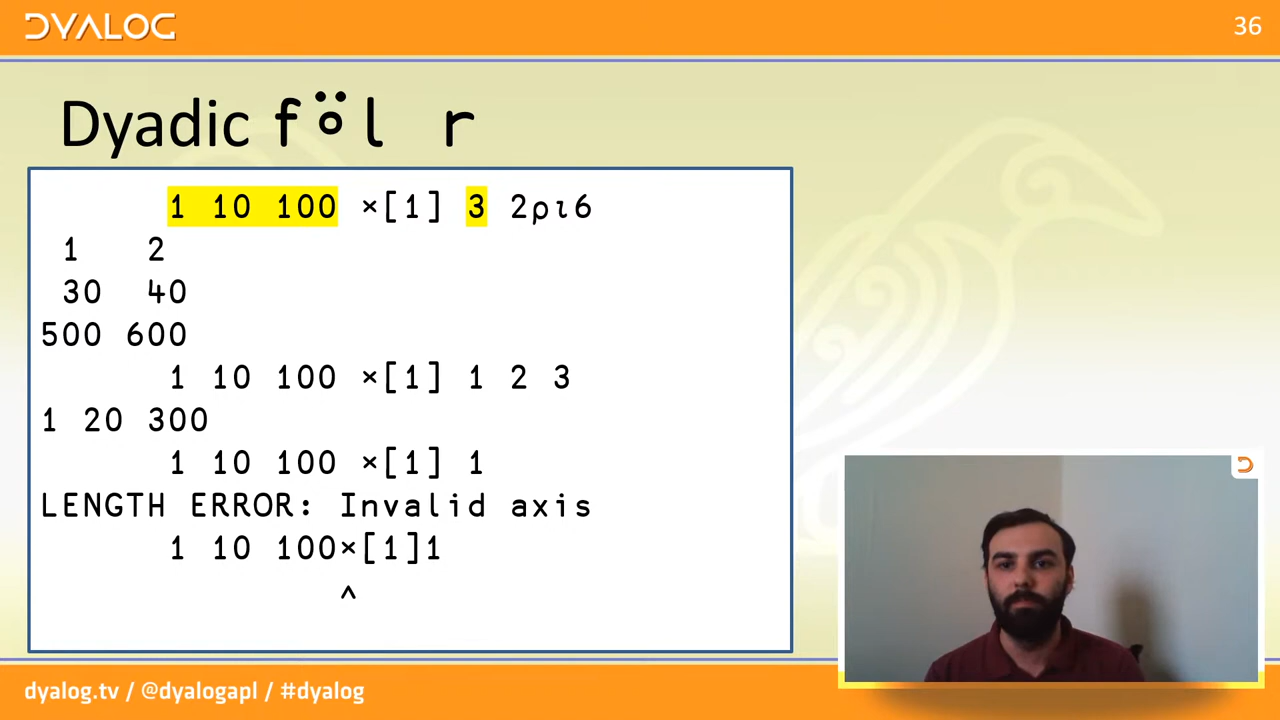 DYALOG
36
Dyadic f⍥l r
1 10 100 ×[1] 3 2⍴⍳6
1 2
30 40
500 600
1 10 100 ×[1] 1 2 3
1 20 300
1 10 100 ×[1] 1
LENGTH ERROR: Invalid axis
1 10 100×[1]1
^
dyalog.tv / @dyalogapl / #dyalog